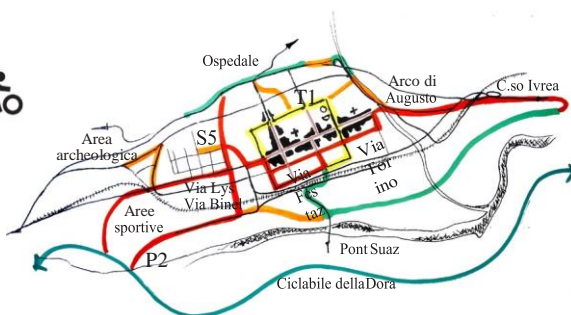 Ospedale
Arco di
Augusto
C.so Ivrea
T1
Area
archeologica
S5
Via
Via Lys
Via Binel
Via
Fes
taz
Tor
ino
Aree
sportive
P2
Pont Suaz
Ciclabile dellaDora